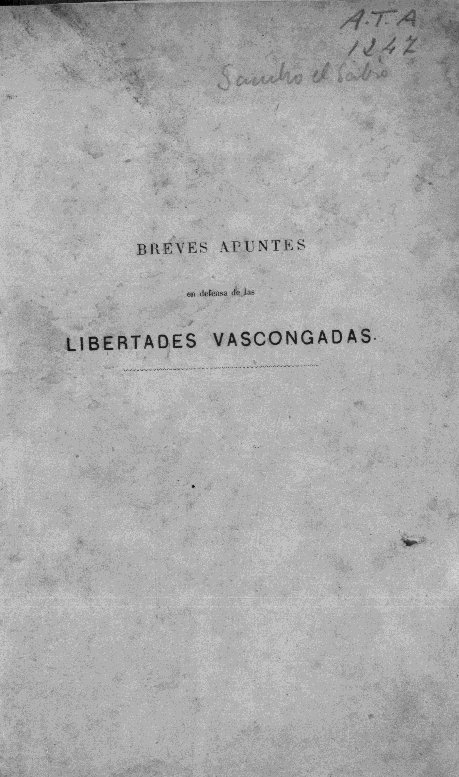 A.T.A
1247
Sancho el Sabio
BREVES APUNTES
en defensa de las
LIBERTADES VASCONGADAS.